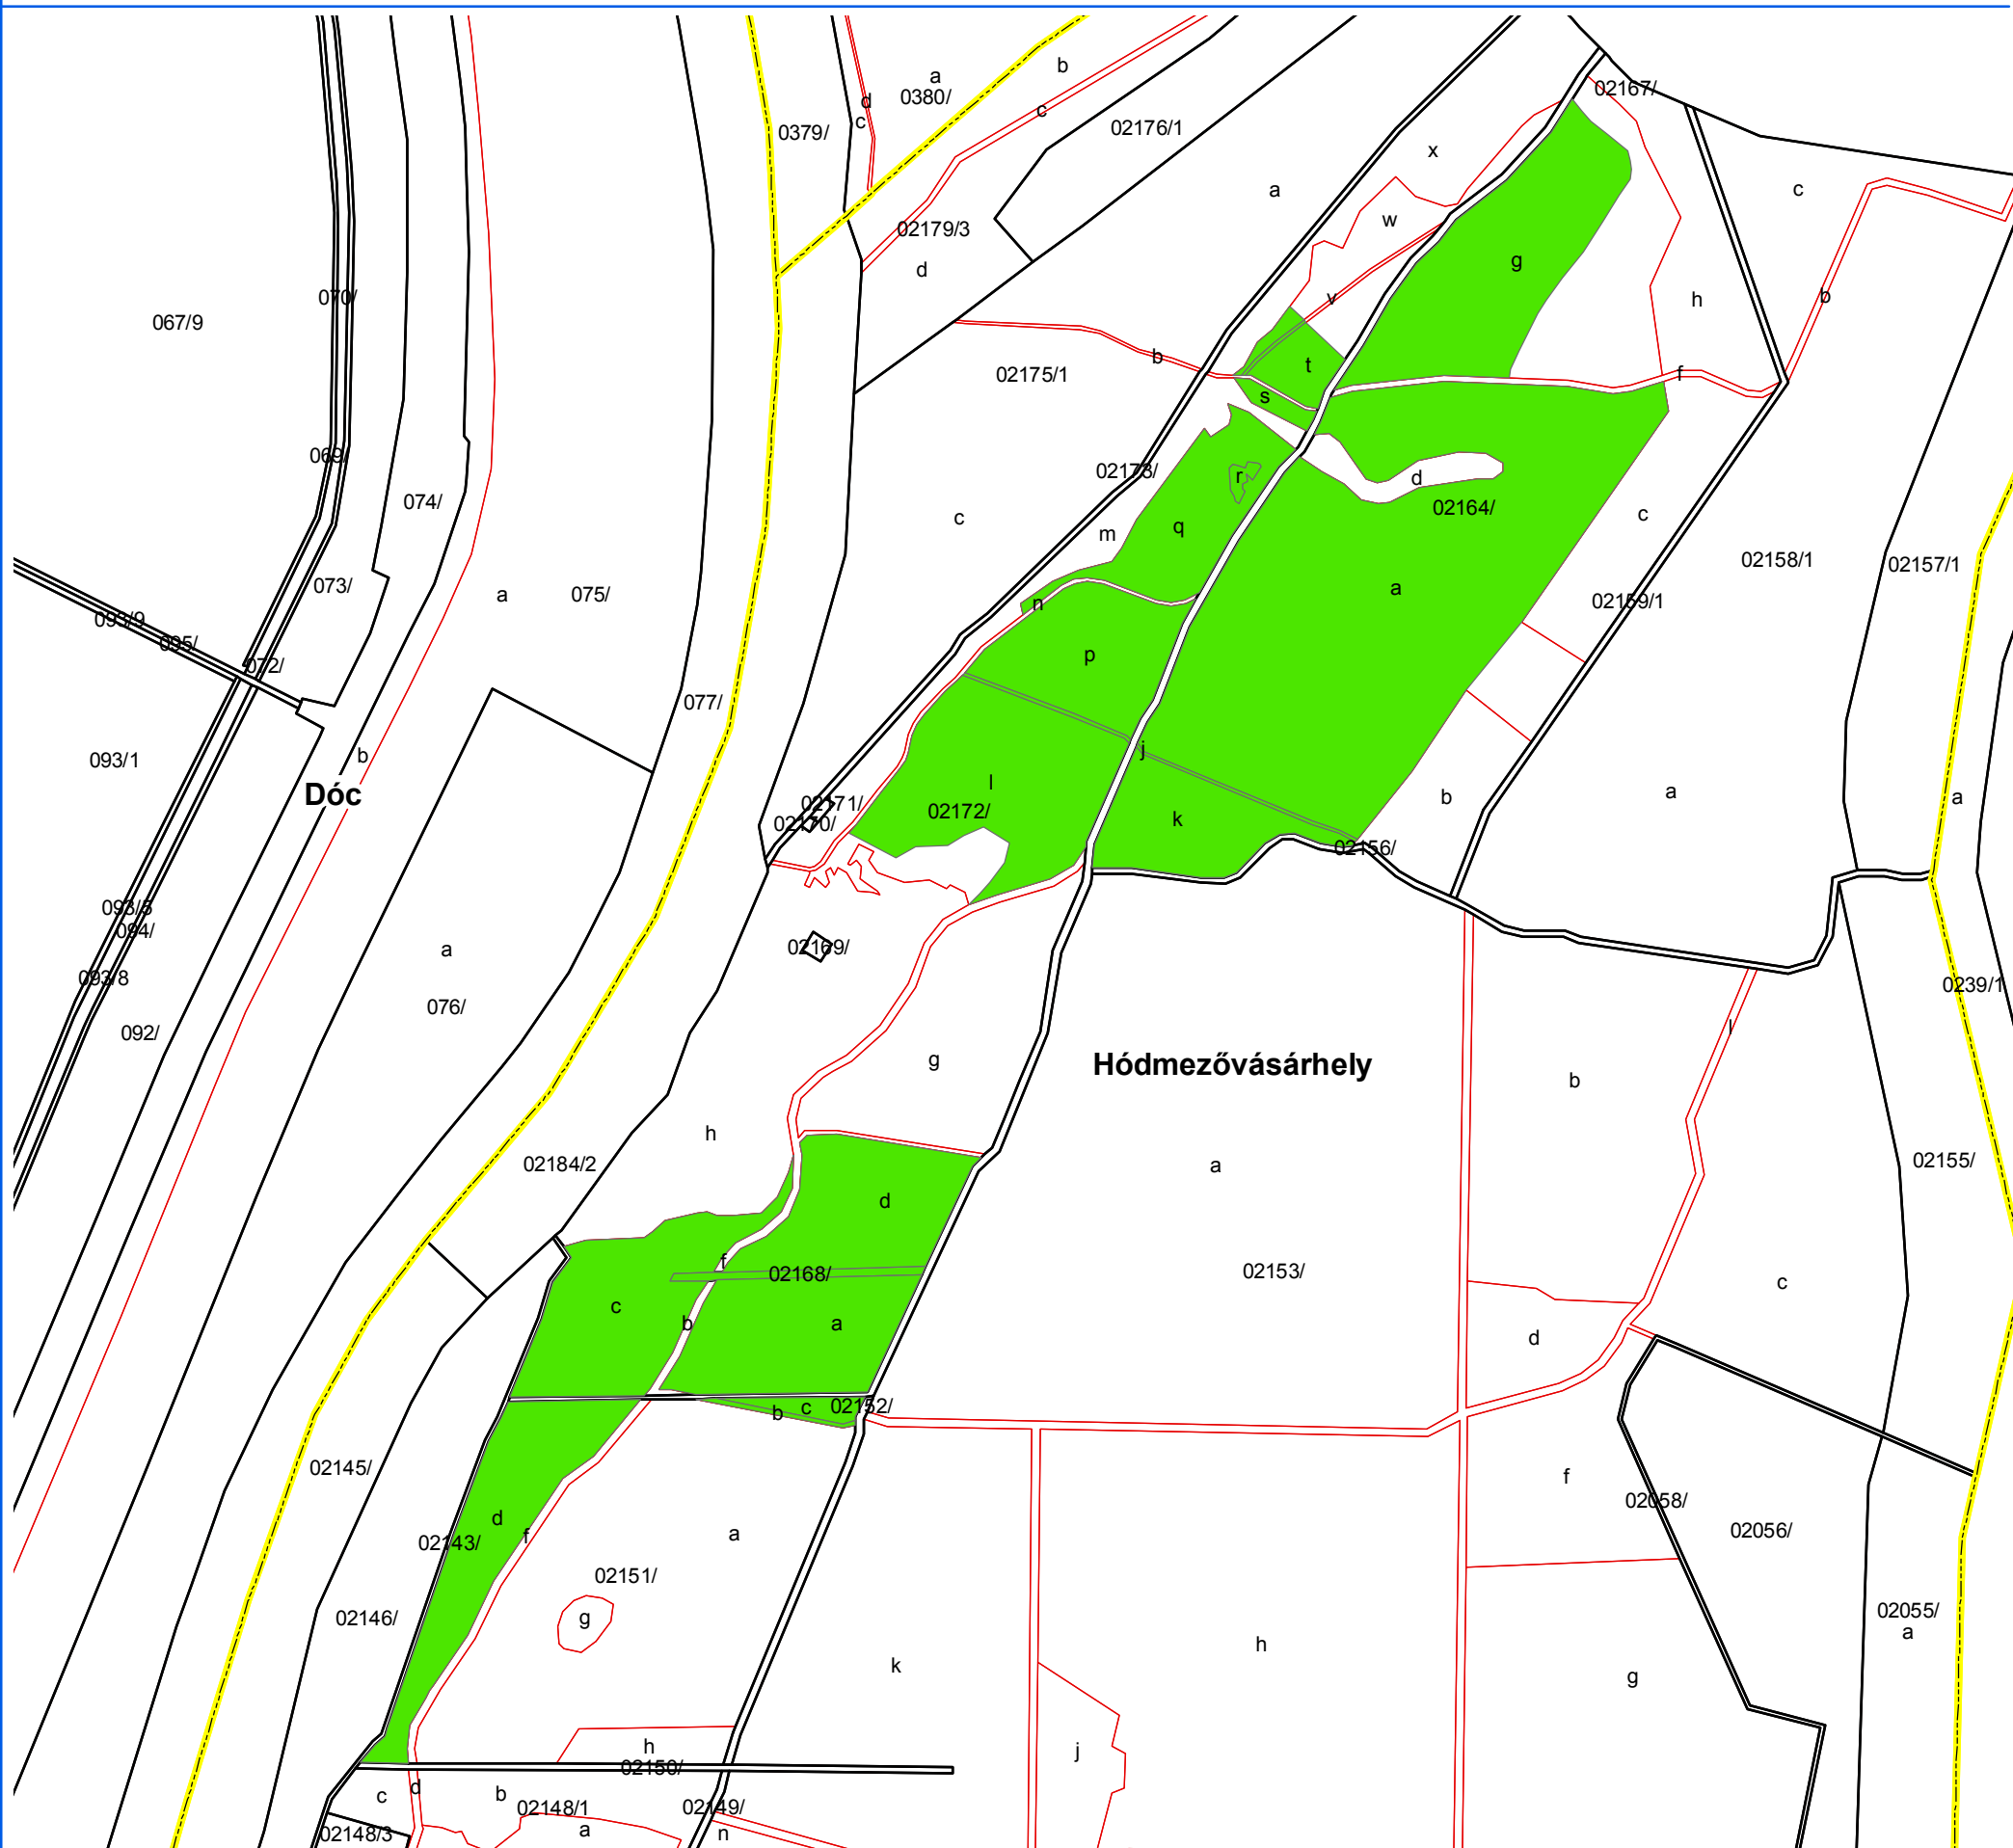 b
a
0380/
d
c
c
02167/
0379/
02176/1
x
a
c
w
02179/3
d
g
070/
v
h
b
067/9
b
t
02175/1
f
s
069/
02173/
r
d
074/
02164/
c
q
m
c
02158/1
02157/1
073/
a
075/
a
n
02159/1
093/9
095/
072/
p
077/
j
093/1
b
Dóc
l
a
b
a
02171/
02172/
02170/
k
02156/
093/5
094/
02169/
a
093/8
0239/1
076/
092/
l
g
Hódmezővásárhely
b
h
02184/2
a
02155/
d
f
02168/
02153/
c
c
b
a
d
b
c
02152/
02145/
f
02058/
d
f
a
02056/
02143/
02151/
02146/
g
02055/
a
h
k
g
h
j
02150/
c
d
b
02148/1
02149/
02148/3
a
n